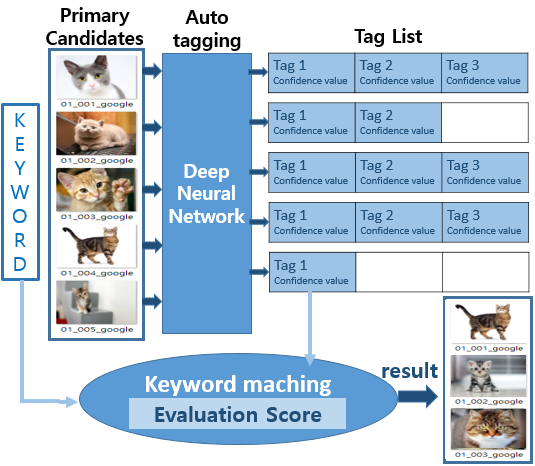 Primary
Candidates
Auto
tagging
Tag List
KEYWORD
01_001_google
01_002_google
01_003_google
01_004_google
01_005_google
Deep
Neural
Network
Tag 1 Tag 2 Tag 3
Confidence value Confidence value Confidence value
Tag 1 Tag 2
Confidence value Confidence value
Tag 1 Tag 2 Tag 3
Confidence value Confidence value Confidence value
Tag 1 Tag 2 Tag 3
Confidence value Confidence value Confidence value
Tag 1
Confidence value
Keyword maching
Evaluation Score
result
01_001_google
01_002_google
01_003_google